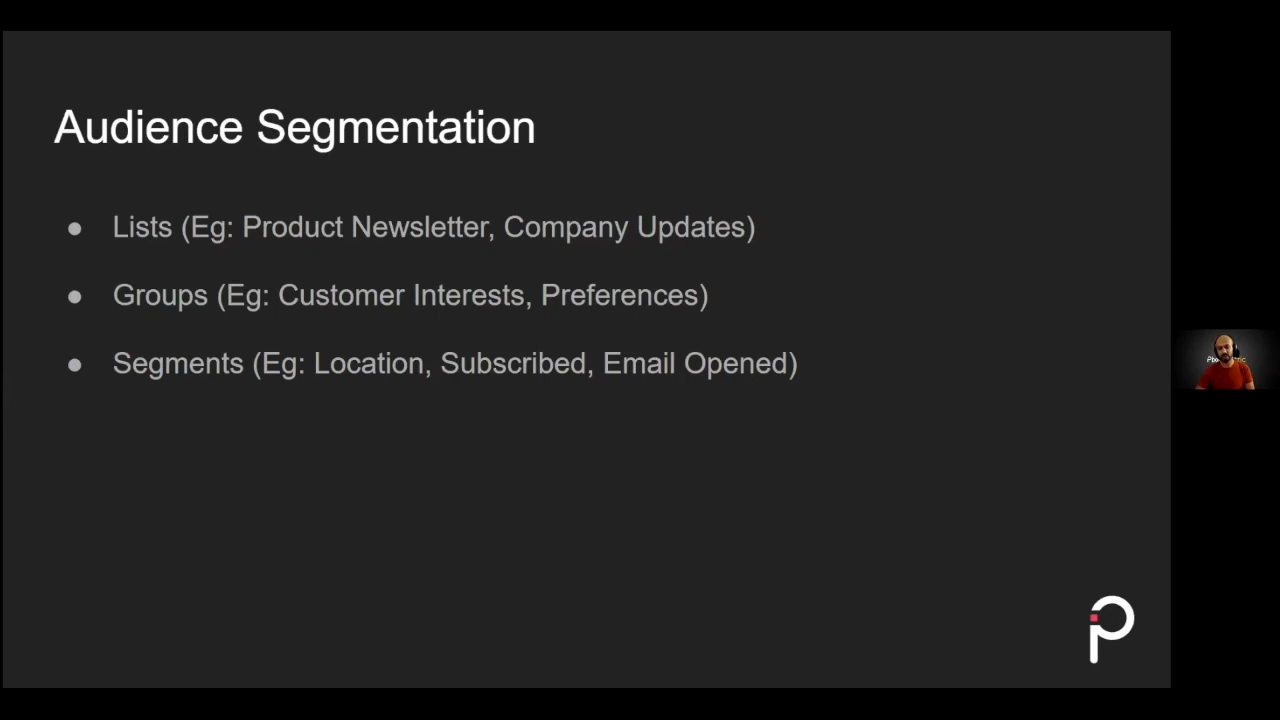 Audience Segmentation
● Lists (Eg: Product Newsletter, Company Updates)
● Groups (Eg: Customer Interests, Preferences)
● Segments (Eg: Location, Subscribed, Email Opened)